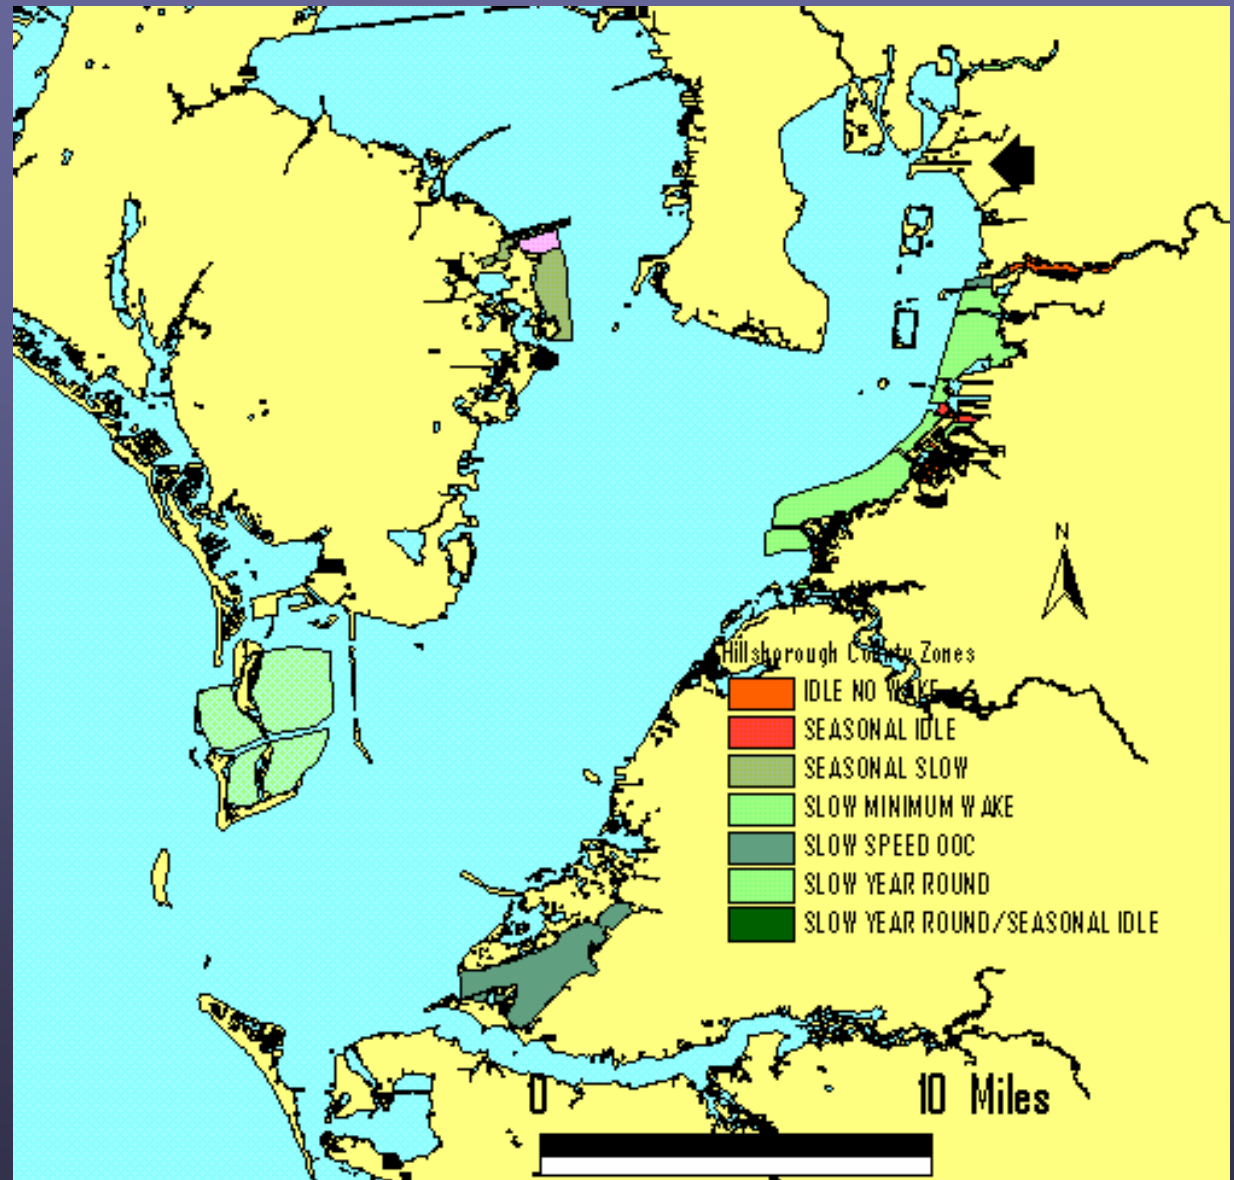 N
Hillsborough County Zones
IDLE NO WAKE
SEASONAL IDLE
SEASONAL SLOW
SLOW MINIMUM WAKE
SLOW SPEED OOC
SLOW YEAR ROUND
SLOW YEAR ROUND/SEASONAL IDLE
0 10 Miles